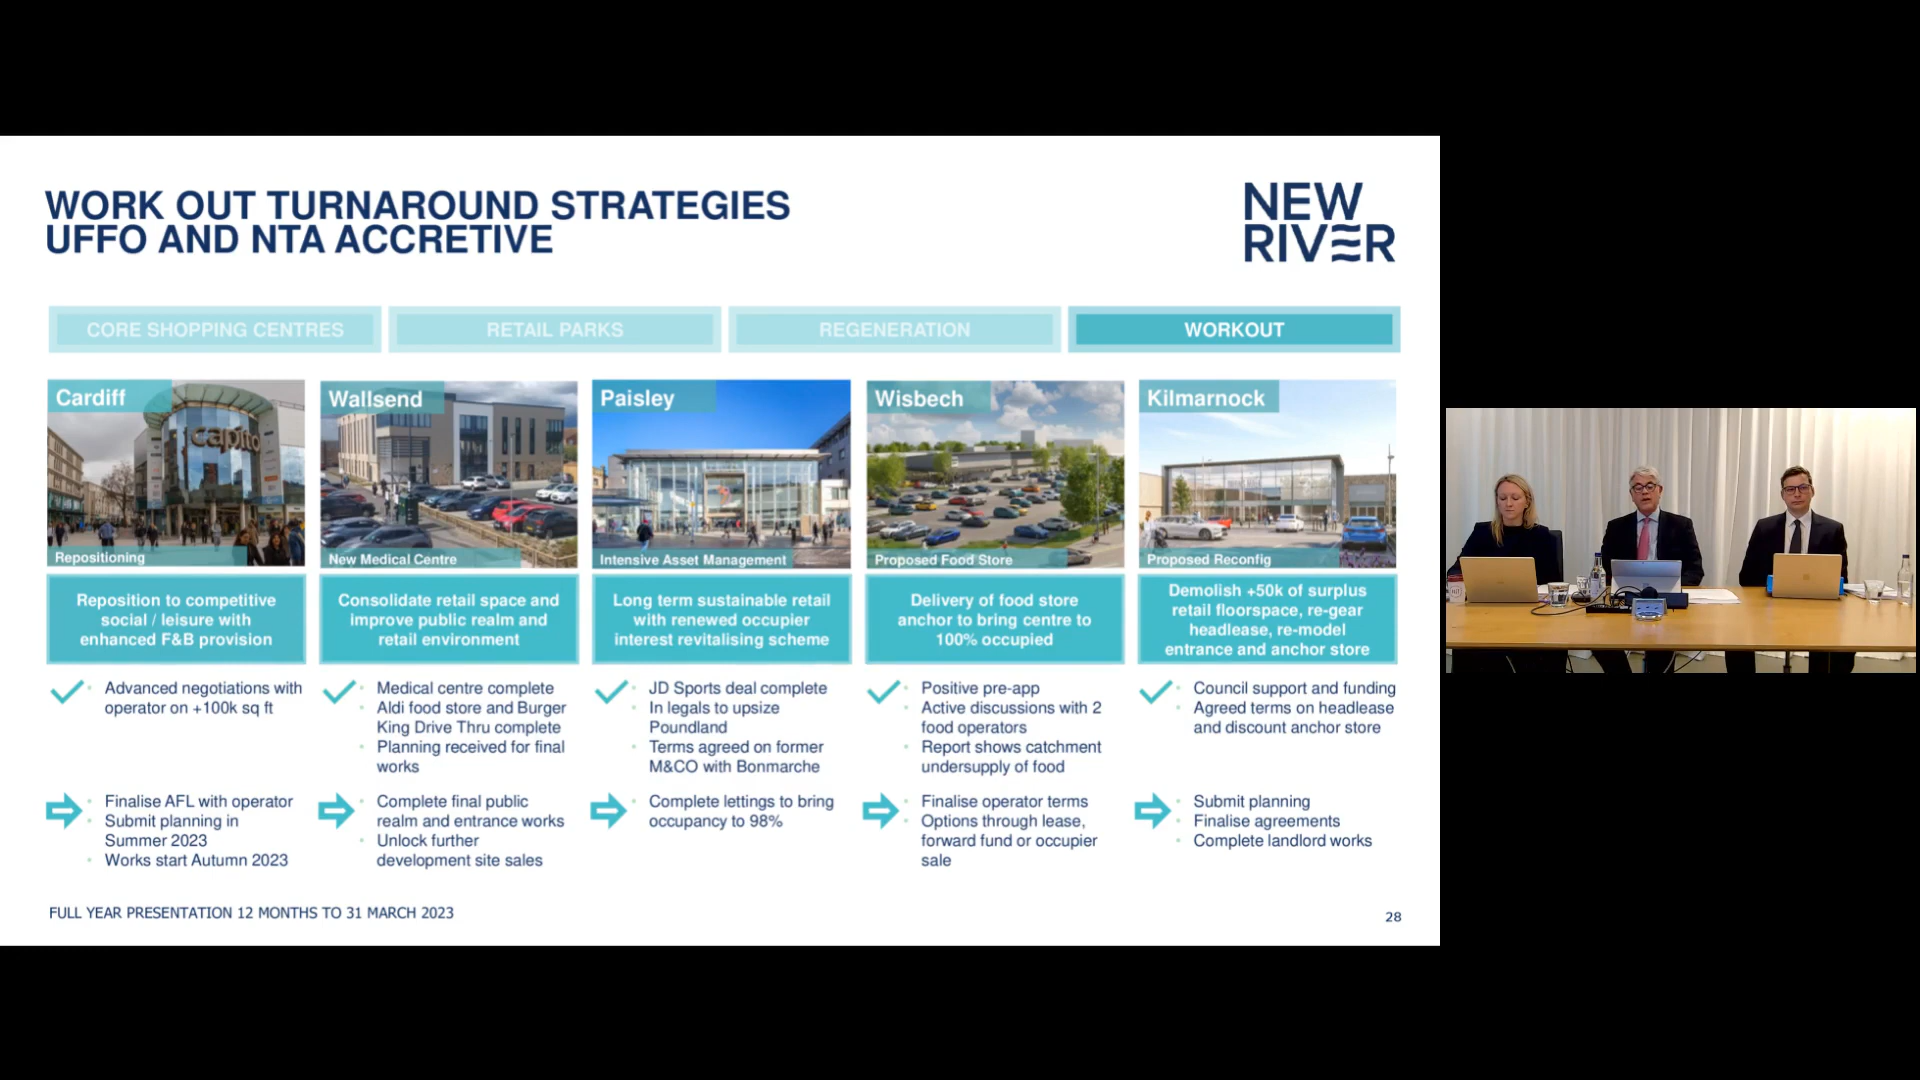 WORK OUT TURNAROUND STRATEGIES
UFFO AND NTA ACCRETIVE
NEW
RIVER
CORE SHOPPING CENTRES
RETAIL PARKS
REGENERATION
WORKOUT
Cardiff
capitol
Repositioning
Reposition to competitive
social / leisure with
enhanced F&B provision
Advanced negotiations with
operator on +100k sq ft
Finalise AFL with operator
Submit planning in
Summer 2023
Works start Autumn 2023
Wallsend
New Medical Centre
Consolidate retail space and
improve public realm and
retail environment
Medical centre complete
Aldi food store and Burger
King Drive Thru complete
Planning received for final
works
Complete final public
realm and entrance works
Unlock further
development site sales
Paisley
Intensive Asset Management
Long term sustainable retail
with renewed occupier
interest revitalising scheme
JD Sports deal complete
In legals to upsize
Poundland
Terms agreed on former
M&CO with Bonmarche
Complete lettings to bring
occupancy to 98%
Wisbech
Proposed Food Store
Delivery of food store
anchor to bring centre to
100% occupied
Positive pre-app
Active discussions with 2
food operators
Report shows catchment
undersupply of food
Finalise operator terms
Options through lease,
forward fund or occupier
sale
Kilmarnock
Proposed Reconfig
Demolish +50k of surplus
retail floorspace, re-gear
headlease, re-model
entrance and anchor store
Council support and funding
Agreed terms on headlease
and discount anchor store
Submit planning
Finalise agreements
Complete landlord works
FULL YEAR PRESENTATION 12 MONTHS TO 31 MARCH 2023
28